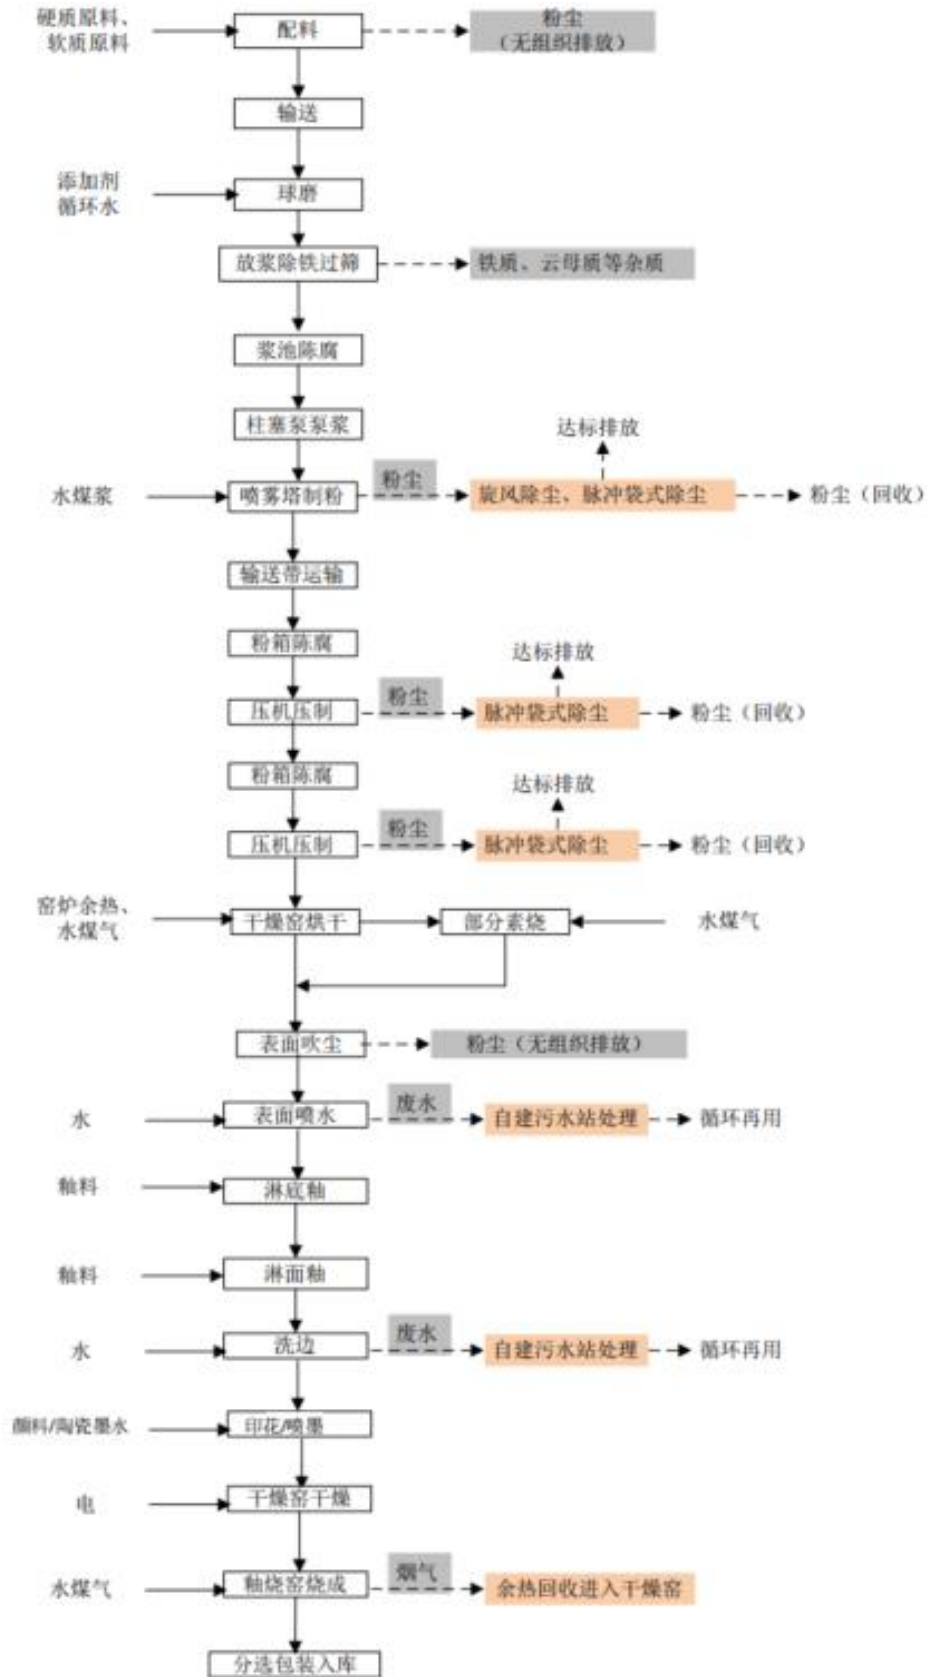 硬质原料、
软质原料
配料
粉尘
（无组织排放）
输送
添加剂
循环水
球磨
放浆除铁过筛
铁质、云母质等杂质
浆池陈腐
柱塞泵泵浆
达标排放
水煤浆
喷雾塔制粉
粉尘
旋风除尘、脉冲袋式除尘
粉尘（回收）
输送带运输
粉箱陈腐
达标排放
压机压制
粉尘
脉冲袋式除尘
粉尘（回收）
粉箱陈腐
达标排放
压机压制
粉尘
脉冲袋式除尘
粉尘（回收）
窑炉余热、
水煤气
干燥窑烘干
部分素烧
水煤气
表面吹尘
粉尘（无组织排放）
水
表面喷水
废水
自建污水站处理
循环再用
釉料
淋底釉
釉料
淋面釉
水
洗边
废水
自建污水站处理
循环再用
颜料/陶瓷墨水
印花/喷墨
电
干燥窑干燥
水煤气
釉烧窑烧成
烟气
余热回收进入干燥窑
分选包装入库